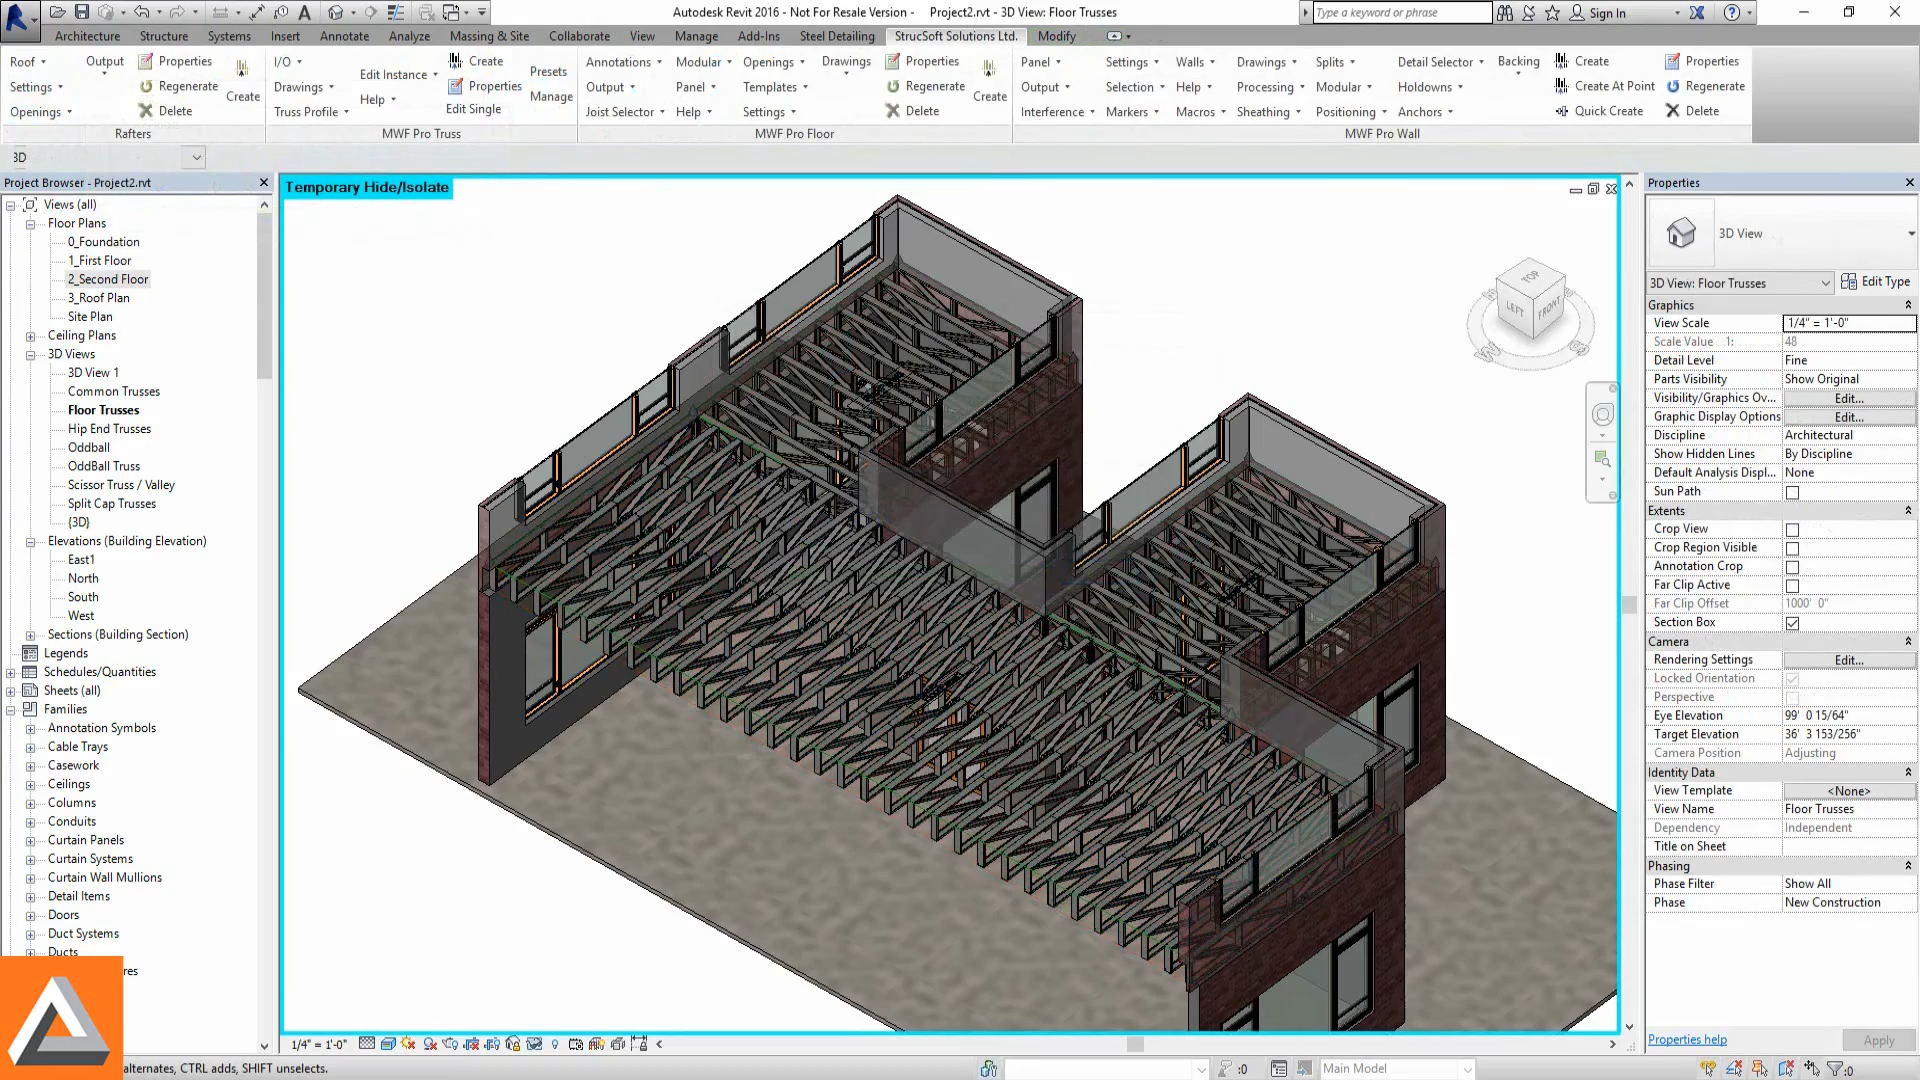 Autodesk Revit 2016 - Not For Resale Version -    Project2.rvt - 3D View: Floor Trusses
Type a keyword or phrase
Sign In
Architecture Structure Systems Insert Annotate Analyze Massing & Site Collaborate View Manage Add-Ins Steel Detailing StrucSoft Solutions Ltd. Modify
Roof Output Properties I/O Edit Instance Create Presets Annotations Modular Openings Drawings Properties Panel Settings Walls Drawings Splits Detail Selector Backing Create Properties
Settings Regenerate Create Drawings Help Properties Manage Output Panel Templates Regenerate Create Output Selection Help Processing Modular Holdowns Create At Point Regenerate
Openings Delete Truss Profile Edit Single Joist Selector Help Settings Delete Interference Markers Macros Sheathing Positioning Anchors Quick Create Delete
Rafters MWF Pro Truss MWF Pro Floor MWF Pro Wall
3D
Project Browser - Project2.rvt
Views (all)
Floor Plans
0_Foundation
1_First Floor
2_Second Floor
3_Roof Plan
Site Plan
Ceiling Plans
3D Views
3D View 1
Common Trusses
Floor Trusses
Hip End Trusses
Oddball
OddBall Truss
Scissor Truss / Valley
Split Cap Trusses
{3D}
Elevations (Building Elevation)
East1
North
South
West
Sections (Building Section)
Legends
Schedules/Quantities
Sheets (all)
Families
Annotation Symbols
Cable Trays
Casework
Ceilings
Columns
Conduits
Curtain Panels
Curtain Systems
Curtain Wall Mullions
Detail Items
Doors
Duct Systems
Ducts
res
Temporary Hide/Isolate
TOP
LEFT
FRONT
W
S
Properties
3D View
3D View: Floor Trusses Edit Type
Graphics
View Scale 1/4" = 1'-0"
Scale Value 1: 48
Detail Level Fine
Parts Visibility Show Original
Visibility/Graphics Ov... Edit...
Graphic Display Options Edit...
Discipline Architectural
Show Hidden Lines By Discipline
Default Analysis Displ... None
Sun Path
Extents
Crop View
Crop Region Visible
Annotation Crop
Far Clip Active
Far Clip Offset 1000' 0"
Section Box
Camera
Rendering Settings Edit...
Locked Orientation
Perspective
Eye Elevation 99' 0 15/64"
Target Elevation 36' 3 153/256"
Camera Position Adjusting
Identity Data
View Template <None>
View Name Floor Trusses
Dependency Independent
Title on Sheet
Phasing
Phase Filter Show All
Phase New Construction
Properties help Apply
1/4" = 1'-0"
alternates, CTRL adds, SHIFT unselects.
:0
Main Model
:0